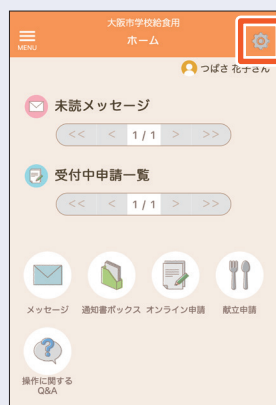 大阪市学校給食用
MENU
ホーム
つばさ 花子さん
未読メッセージ
<< < 1 / 1 > >>
受付中申請一覧
<< < 1 / 1 > >>
メッセージ
通知書ボックス
オンライン申請
献立申請
操作に関する
Q&A